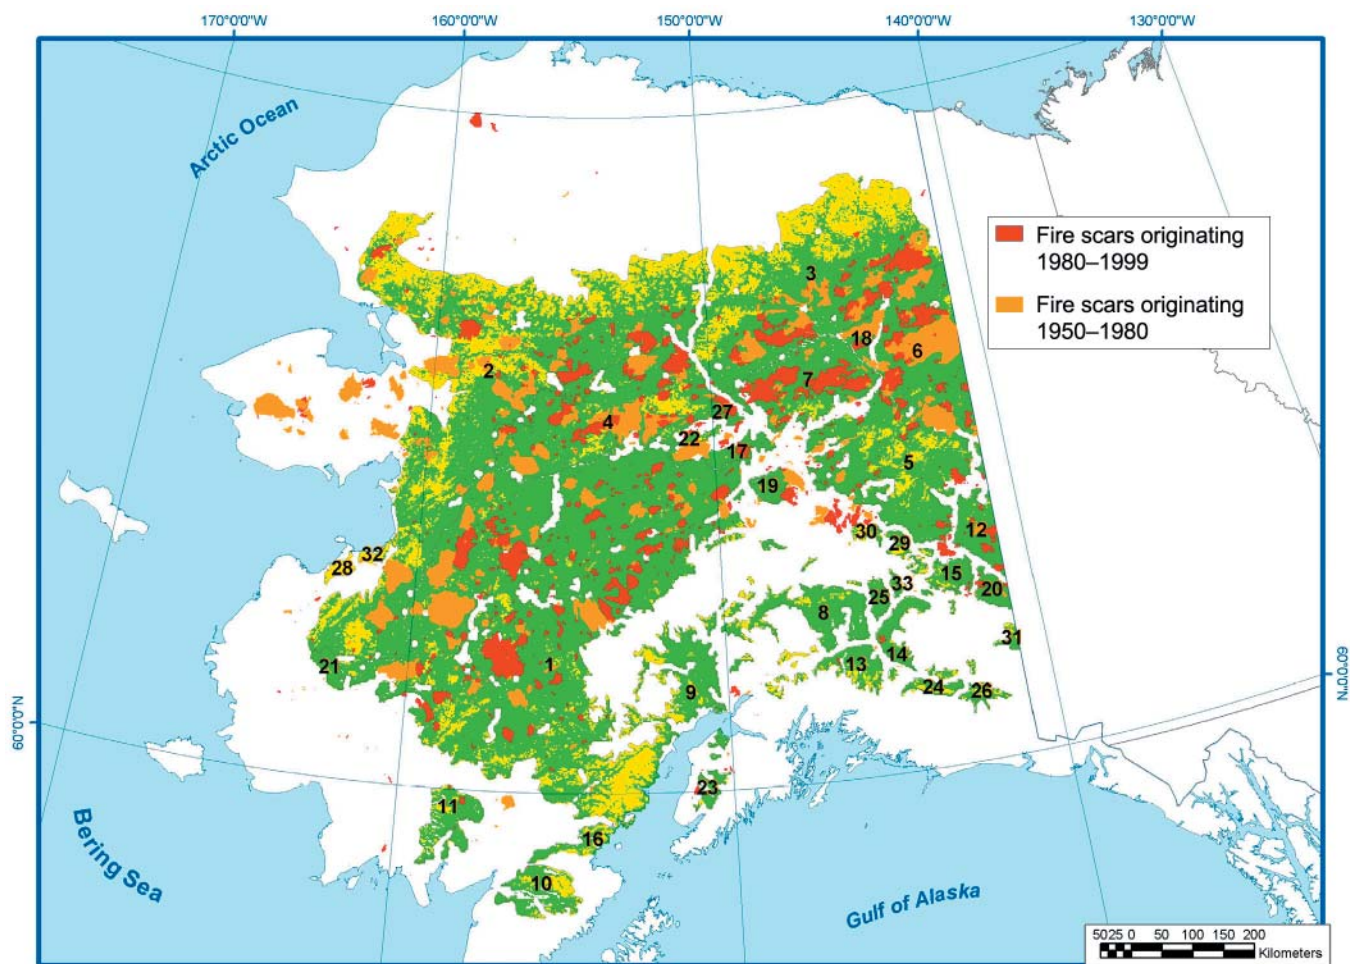 170°0'0"W
160°0'0"W
150°0'0"W
140°0'0"W
130°0'0"W
Arctic Ocean
Fire scars originating
1980–1999
Fire scars originating
1950–1980
3
18
6
2
7
27
4
22
17
5
19
12
30
29
32
28
15
33
20
25
8
31
21
1
14
13
9
24
26
60°0'0"N
60°0'0"N
23
11
16
10
Bering Sea
Gulf of Alaska
5025 0 50 100 150 200
Kilometers